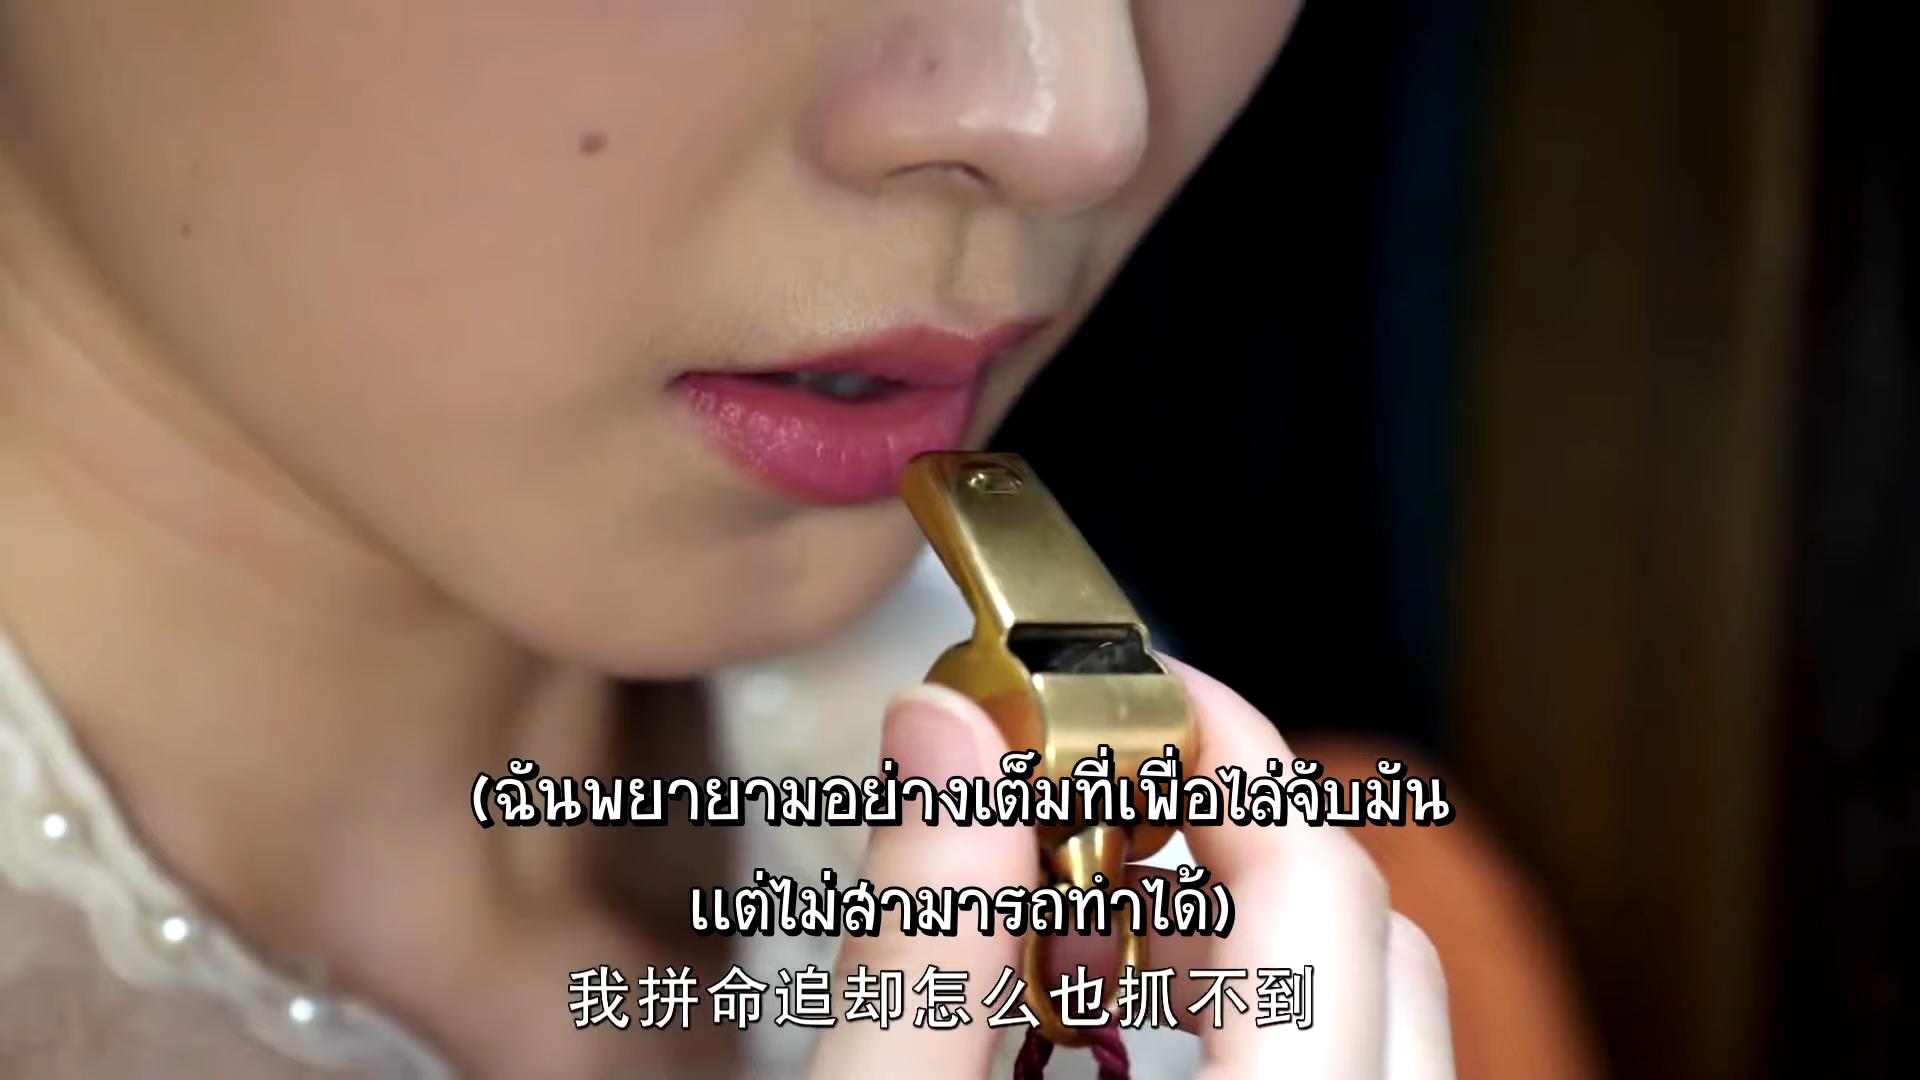 (ฉันพยายามอย่างเต็มที่เพื่อไล่จับมัน
แต่ไม่สามารถทำได้)
我拼命追却怎么也抓不到